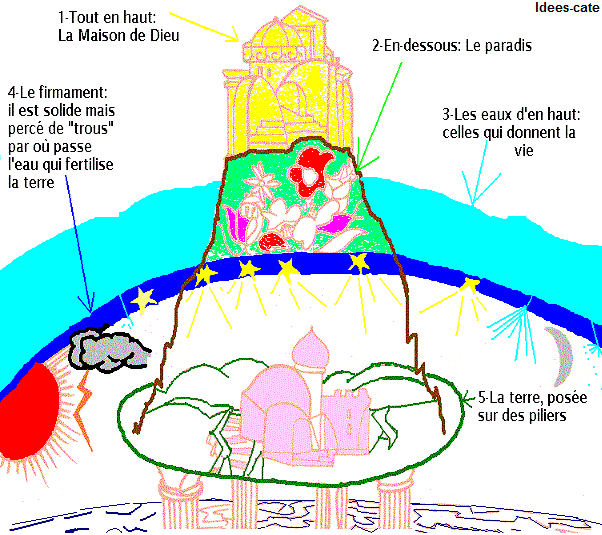 Idees-cate
1-Tout en haut:
La Maison de Dieu
2-En-dessous: Le paradis
4-Le firmament:
il est solide mais
percé de "trous"
par où passe
l'eau qui fertilise
la terre
3-Les eaux d'en haut:
celles qui donnent la
vie
5-La terre, posée
sur des piliers